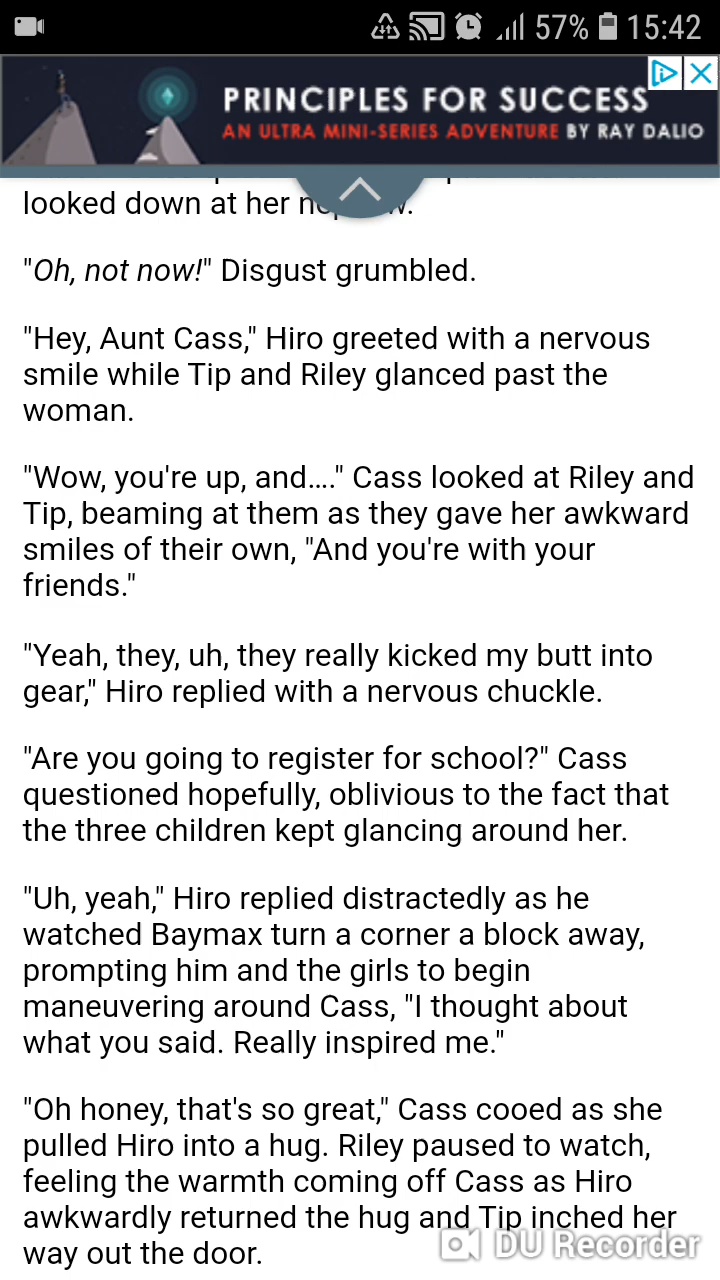 57% 15:42
PRINCIPLES FOR SUCCESS
AN ULTRA MINI-SERIES ADVENTURE BY RAY DALIO
looked down at her
"Oh, not now!" Disgust grumbled.
"Hey, Aunt Cass," Hiro greeted with a nervous
smile while Tip and Riley glanced past the
woman.
"Wow, you're up, and…." Cass looked at Riley and
Tip, beaming at them as they gave her awkward
smiles of their own, "And you're with your
friends."
"Yeah, they, uh, they really kicked my butt into
gear," Hiro replied with a nervous chuckle.
"Are you going to register for school?" Cass
questioned hopefully, oblivious to the fact that
the three children kept glancing around her.
"Uh, yeah," Hiro replied distractedly as he
watched Baymax turn a corner a block away,
prompting him and the girls to begin
maneuvering around Cass, "I thought about
what you said. Really inspired me."
"Oh honey, that's so great," Cass cooed as she
pulled Hiro into a hug. Riley paused to watch,
feeling the warmth coming off Cass as Hiro
awkwardly returned the hug and Tip inched her
way out the door.
DU Recorder